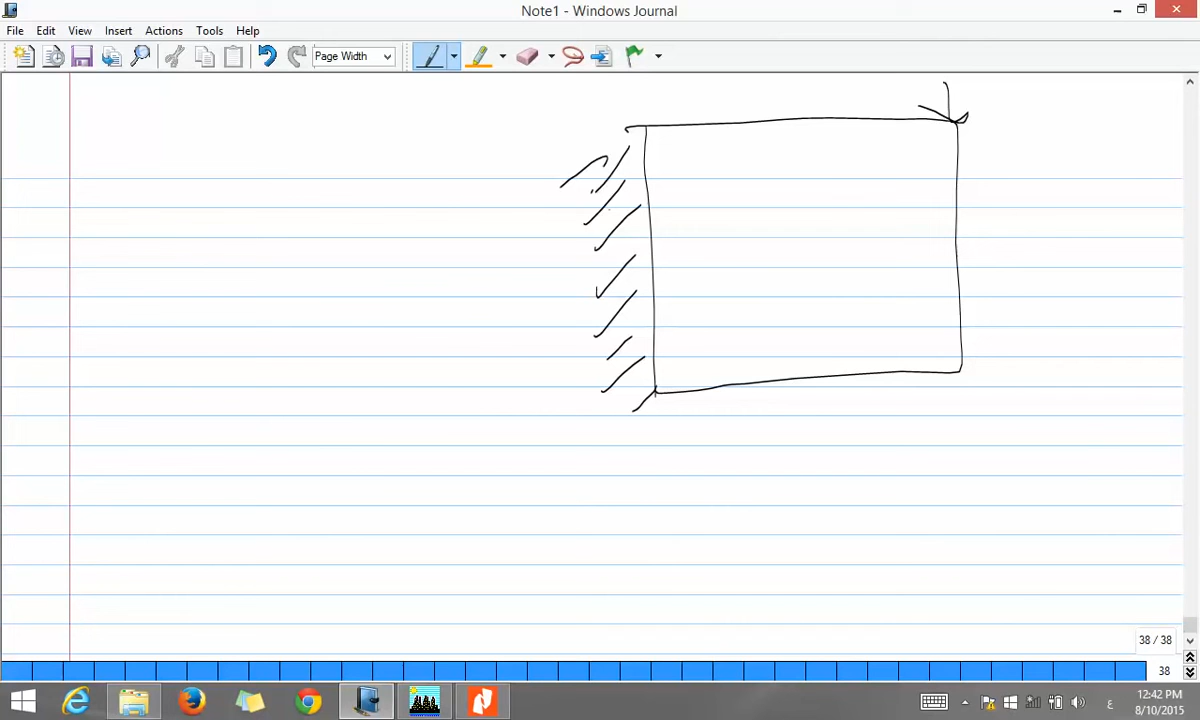 Note1 - Windows Journal
File Edit View Insert Actions Tools Help
Page Width
38 / 38
38
12:42 PM
ع
8/10/2015